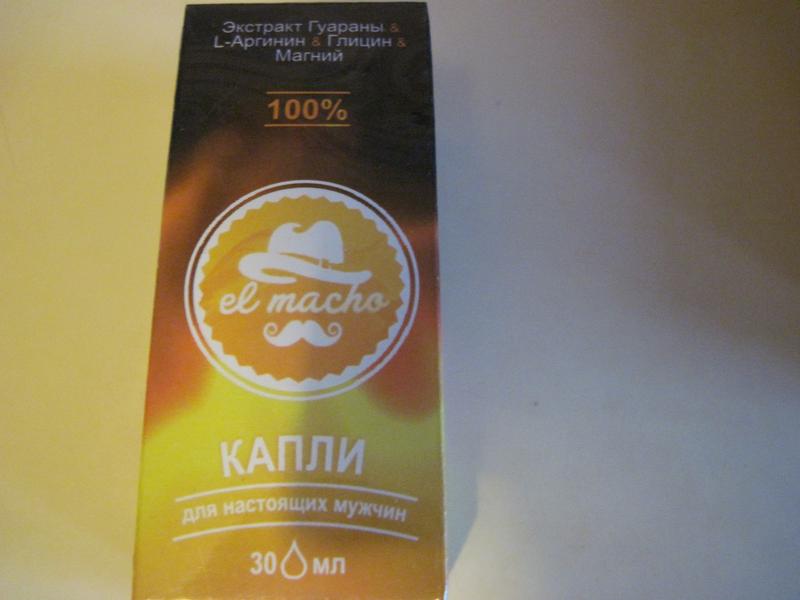 Экстракт Гуараны &
L-Аргинин & Глицин &
Магний
100%
el macho
КАПЛИ
для настоящих мужчин
30 мл